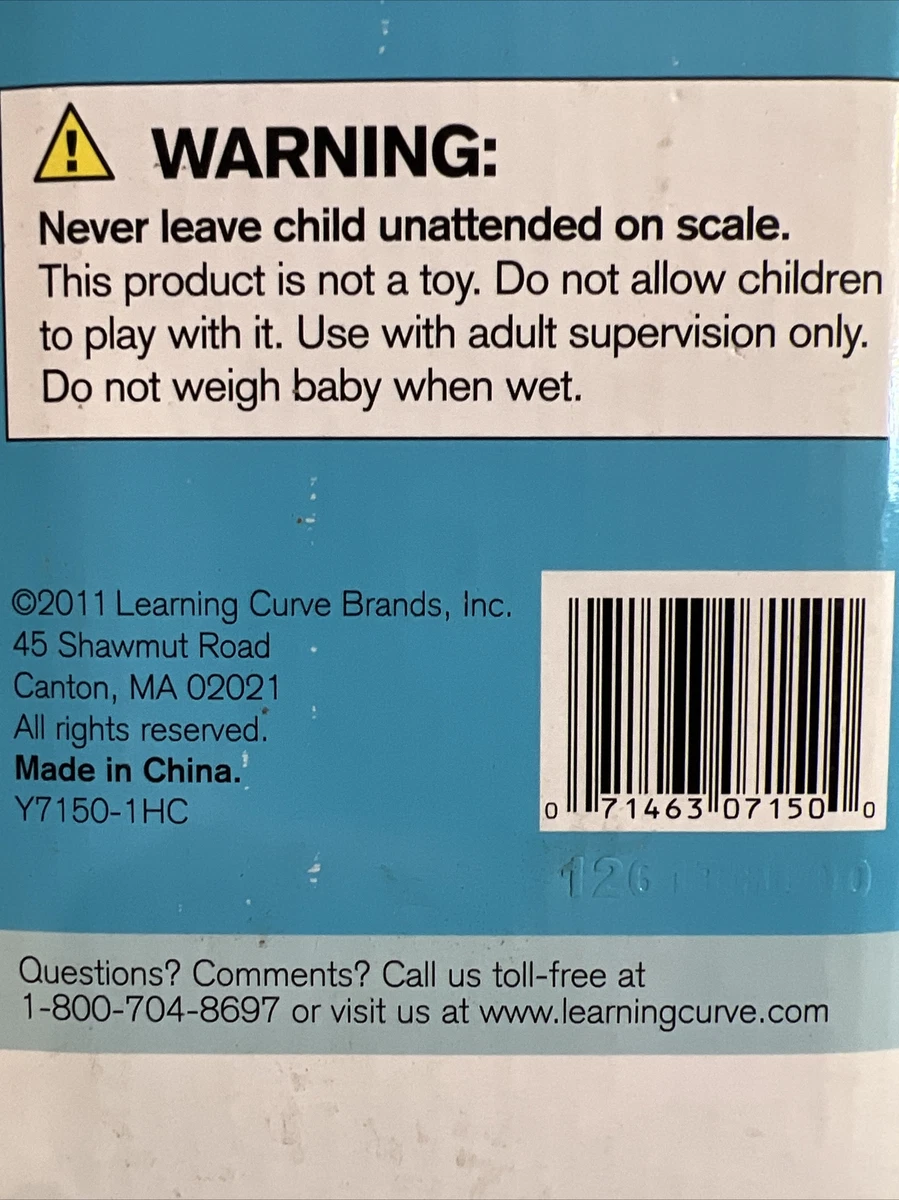 WARNING:
Never leave child unattended on scale.
This product is not a toy. Do not allow children
to play with it. Use with adult supervision only.
Do not weigh baby when wet.
©2011 Learning Curve Brands, Inc.
45 Shawmut Road
Canton, MA 02021
All rights reserved.
Made in China.
Y7150-1HC
0 71463 07150 0
126
Questions? Comments? Call us toll-free at
1-800-704-8697 or visit us at www.learningcurve.com